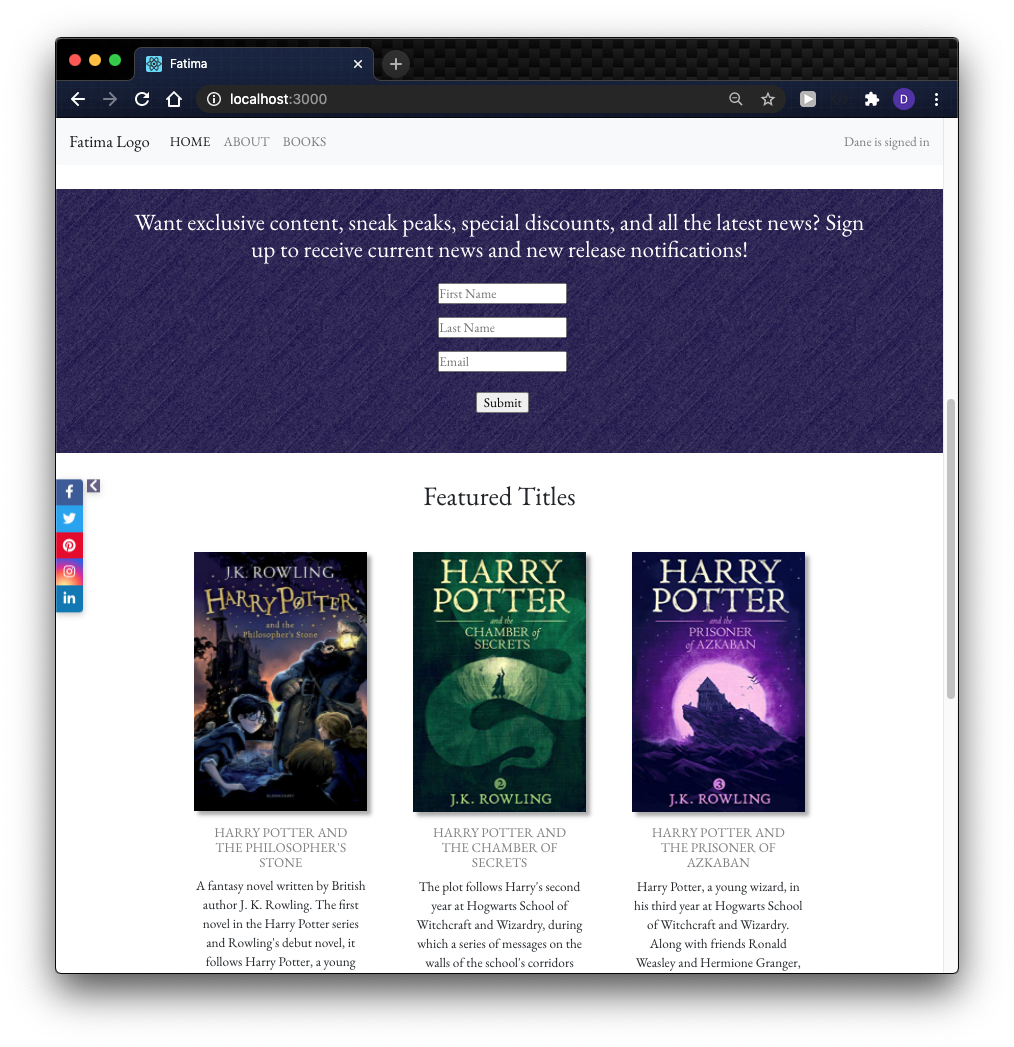 Fatima
localhost:3000
D
Fatima Logo HOME ABOUT BOOKS Dane is signed in
Want exclusive content, sneak peaks, special discounts, and all the latest news? Sign
up to receive current news and new release notifications!
First Name
Last Name
Email
Submit
Featured Titles
f
in
J.K. ROWLING
HARRY POTTER
and the
Philosopher's Stone
HARRY
POTTER
and the
CHAMBER of
SECRETS
2
J.K. ROWLING
HARRY
POTTER
and the
PRISONER
of AZKABAN
3
J.K. ROWLING
HARRY POTTER AND
THE PHILOSOPHER'S
STONE
A fantasy novel written by British
author J. K. Rowling. The first
novel in the Harry Potter series
and Rowling's debut novel, it
follows Harry Potter, a young
HARRY POTTER AND
THE CHAMBER OF
SECRETS
The plot follows Harry's second
year at Hogwarts School of
Witchcraft and Wizardry, during
which a series of messages on the
walls of the school's corridors
HARRY POTTER AND
THE PRISONER OF
AZKABAN
Harry Potter, a young wizard, in
his third year at Hogwarts School
of Witchcraft and Wizardry.
Along with friends Ronald
Weasley and Hermione Granger,